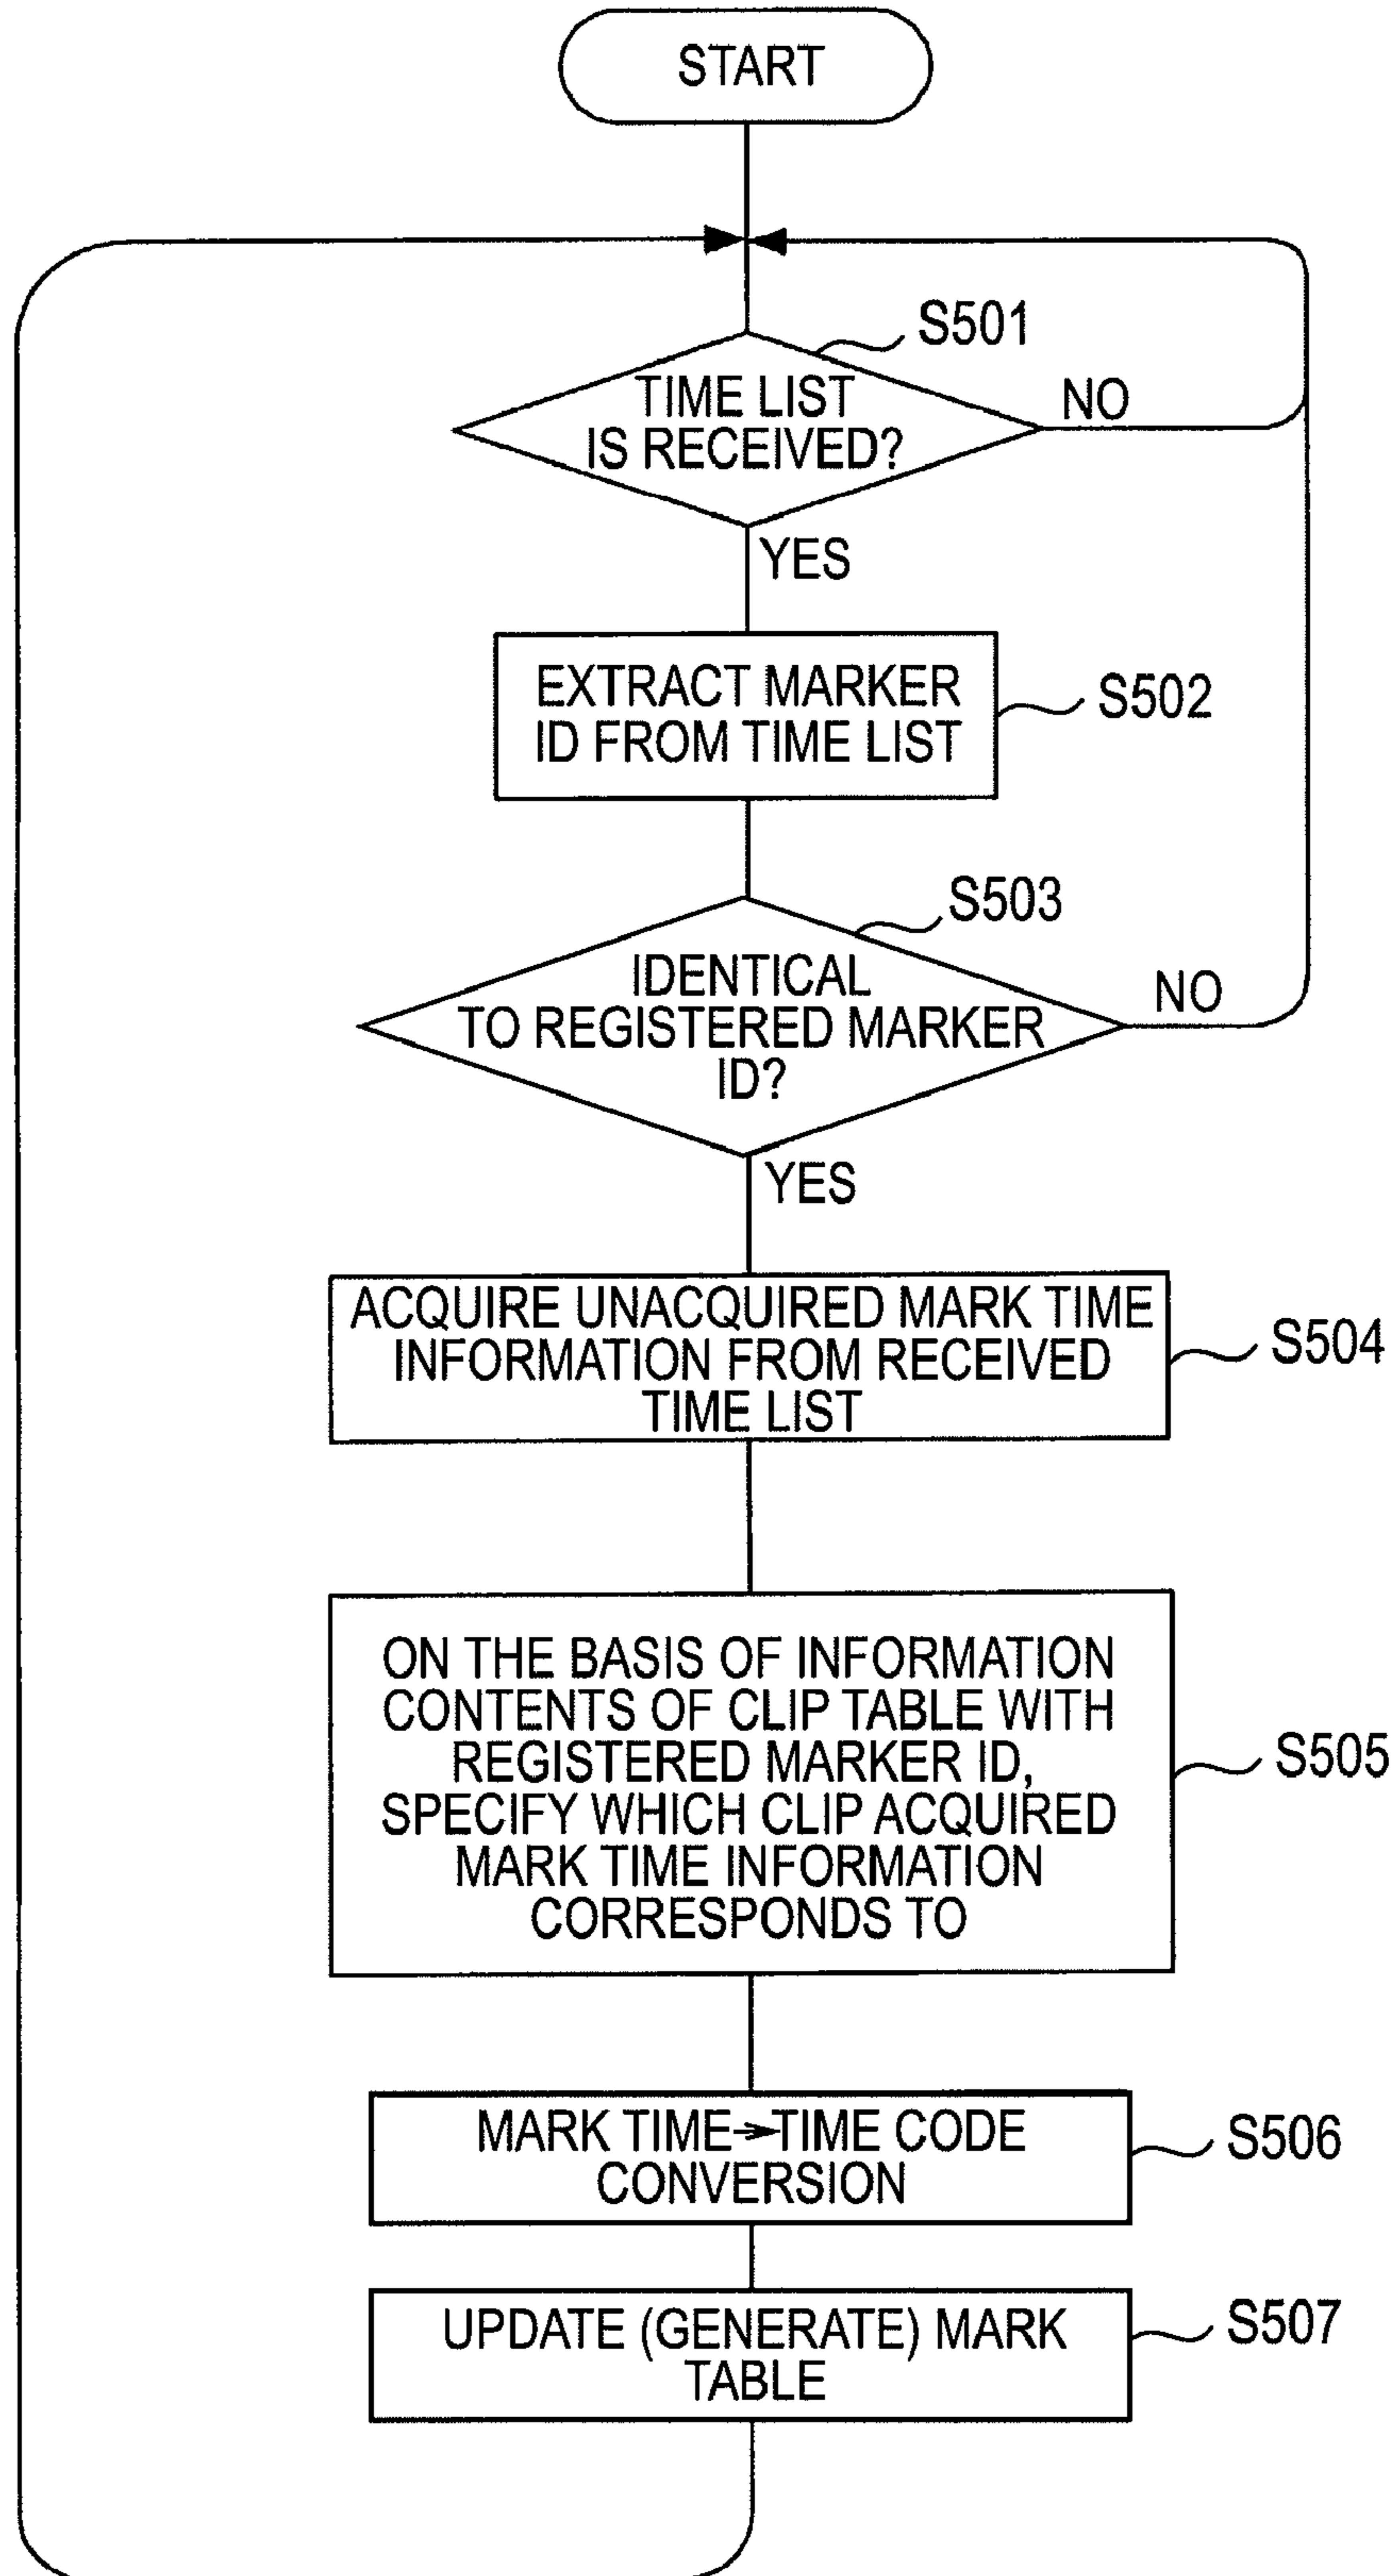 START
S501
TIME LIST
IS RECEIVED?
NO
YES
EXTRACT MARKER
ID FROM TIME LIST
S502
S503
IDENTICAL
TO REGISTERED MARKER
ID?
NO
YES
ACQUIRE UNACQUIRED MARK TIME
INFORMATION FROM RECEIVED
TIME LIST
S504
ON THE BASIS OF INFORMATION
CONTENTS OF CLIP TABLE WITH
REGISTERED MARKER ID,
SPECIFY WHICH CLIP ACQUIRED
MARK TIME INFORMATION
CORRESPONDS TO
S505
MARK TIME→TIME CODE
CONVERSION
S506
UPDATE (GENERATE) MARK
TABLE
S507